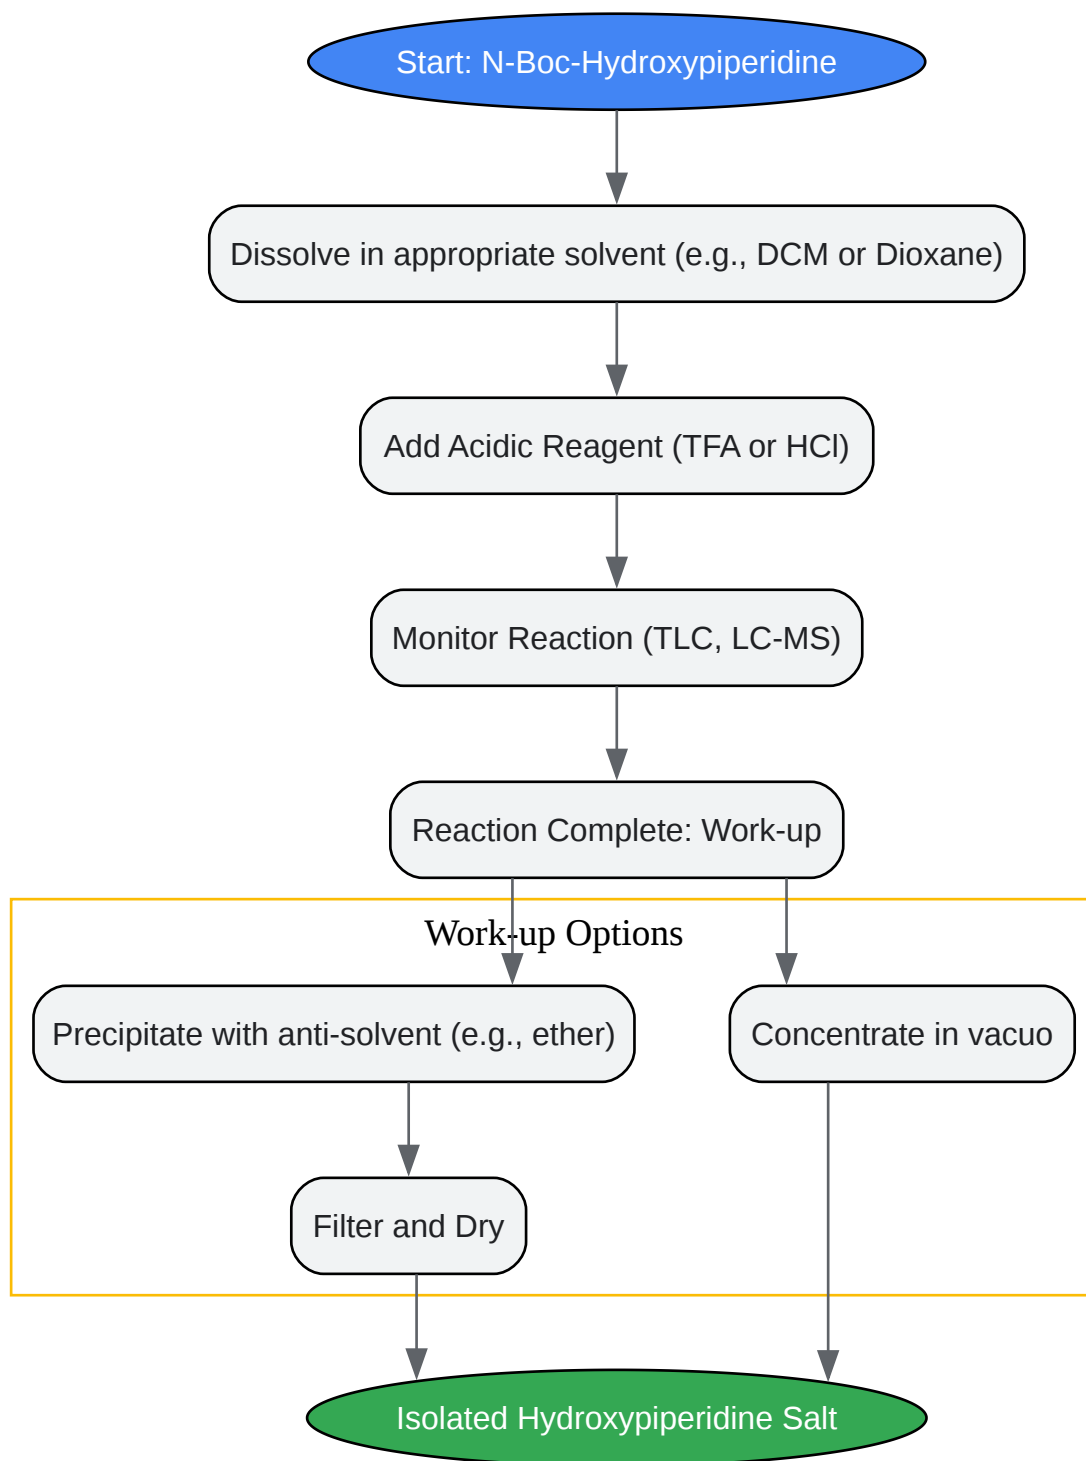 Start: N-Boc-Hydroxypiperidine
Dissolve in appropriate solvent (e.g., DCM or Dioxane)
Add Acidic Reagent (TFA or HCl)
Monitor Reaction (TLC, LC-MS)
Reaction Complete: Work-up
Work-up Options
Precipitate with anti-solvent (e.g., ether)
Concentrate in vacuo
Filter and Dry
Isolated Hydroxypiperidine Salt